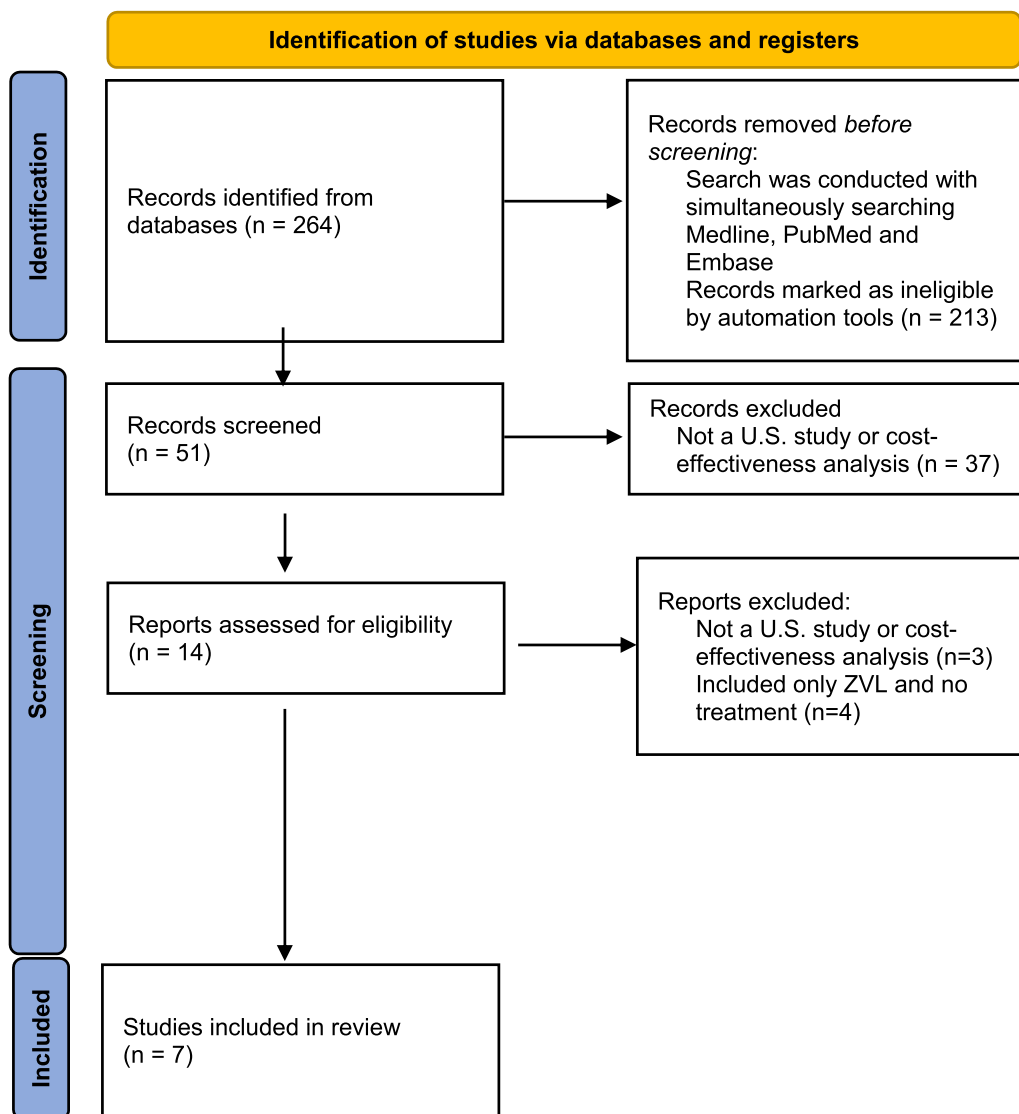 Identification of studies via databases and registers
Identification
Records identified from
databases (n = 264)
Records removed before
screening:
Search was conducted with
simultaneously searching
Medline, PubMed and
Embase
Records marked as ineligible
by automation tools (n = 213)
Screening
Records screened
(n = 51)
Records excluded
Not a U.S. study or cost-
effectiveness analysis (n = 37)
Reports assessed for eligibility
(n = 14)
Reports excluded:
Not a U.S. study or cost-
effectiveness analysis (n=3)
Included only ZVL and no
treatment (n=4)
Included
Studies included in review
(n = 7)